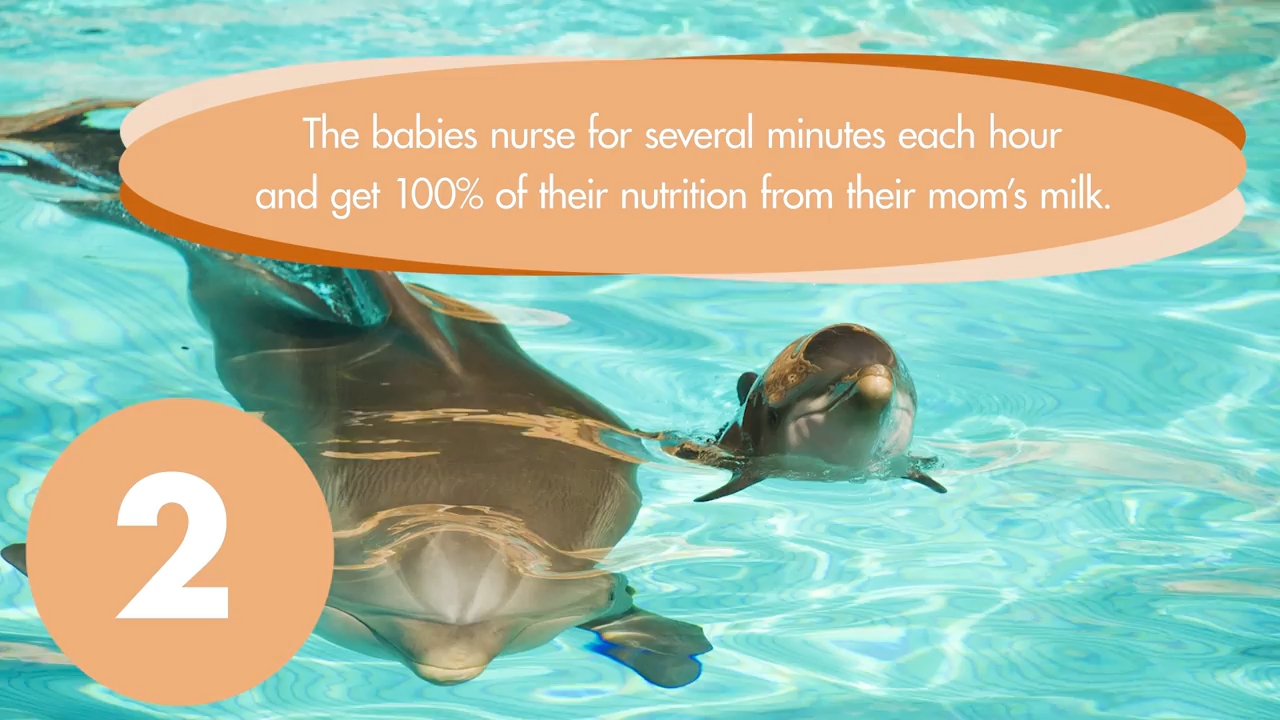 The babies nurse for several minutes each hour
and get 100% of their nutrition from their mom's milk.
2